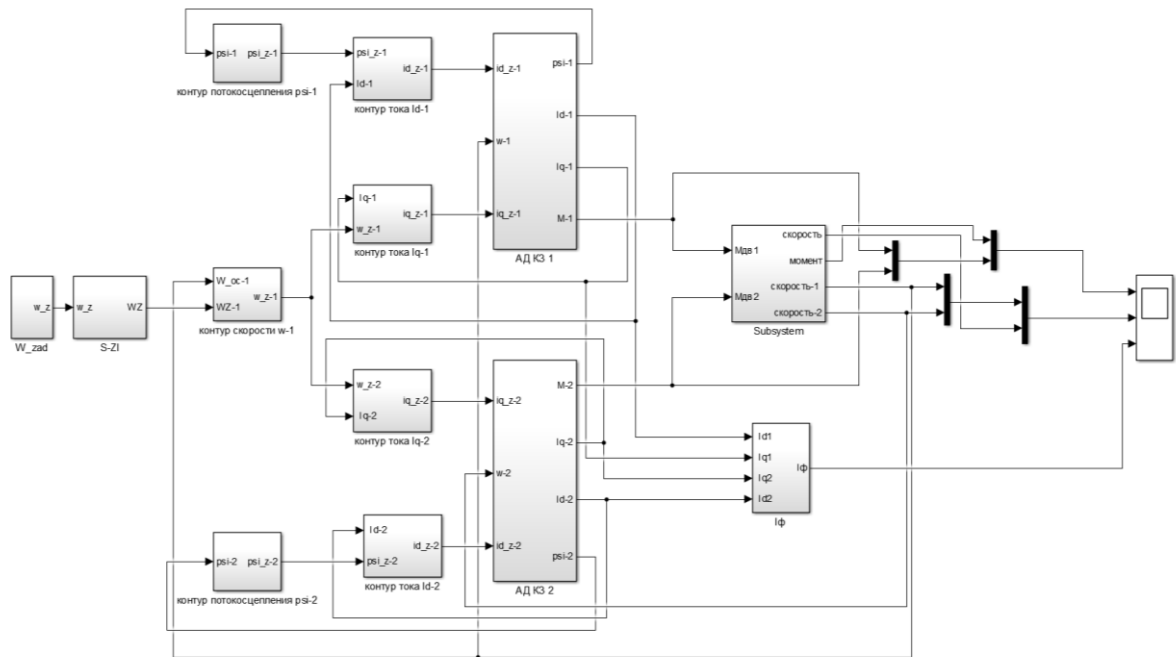 psi-1 psi_z-1
контур потокосцепления psi-1
psi_z-1 id_z-1
Id-1
контур тока Id-1
id_z-1 psi-1
Id-1
w-1
Iq-1
iq_z-1 M-1
АД КЗ 1
Iq-1 iq_z-1
w_z-1
контур тока Iq-1
w_z
W_zad
w_z WZ
S-ZI
W_oc-1 w_z-1
WZ-1
контур скорости w-1
Mдв1 скорость
момент
Mдв2 скорость-1
скорость-2
Subsystem
w_z-2 iq_z-2
Iq-2
контур тока Iq-2
iq_z-2 M-2
Iq-2
w-2
Id-2
id_z-2 psi-2
АД КЗ 2
Id1
Iq1 Iф
Iq2
Id2
Iф
psi-2 psi_z-2
контур потокосцепления psi-2
Id-2 id_z-2
psi_z-2
контур тока Id-2